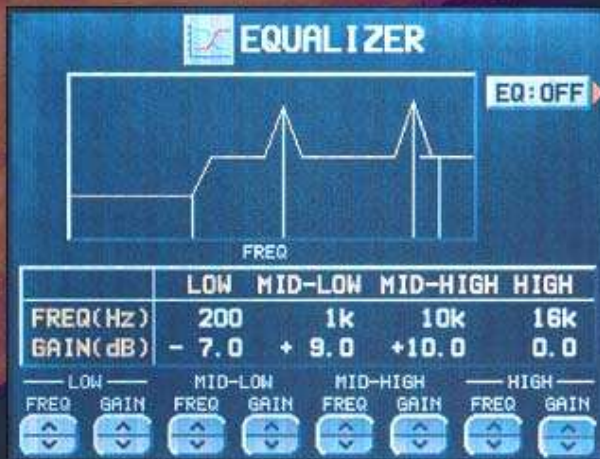 EQUALIZER
EQ:OFF
FREQ
LOW MID-LOW MID-HIGH HIGH
FREQ(Hz) 200 1k 10k 16k
GAIN(dB) - 7.0 + 9.0 +10.0 0.0
LOW MID-LOW MID-HIGH HIGH
FREQ GAIN FREQ GAIN FREQ GAIN FREQ GAIN